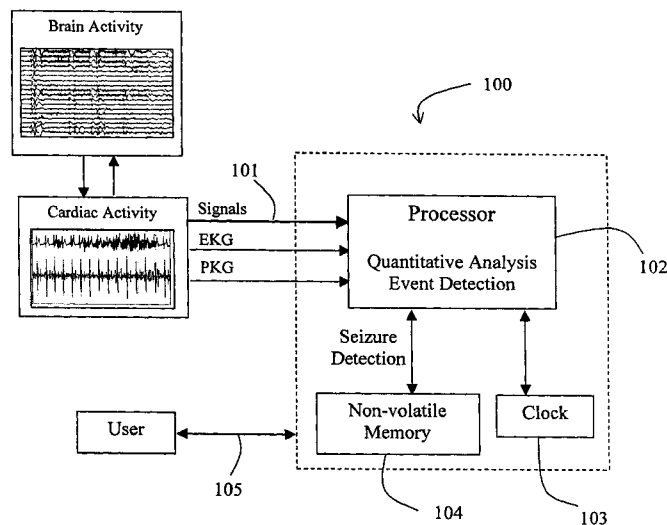 Brain Activity
100
101
Cardiac Activity
Signals
EKG
PKG
Processor
Quantitative Analysis
Event Detection
102
Seizure
Detection
Non-volatile
Memory
Clock
User
105
104
103